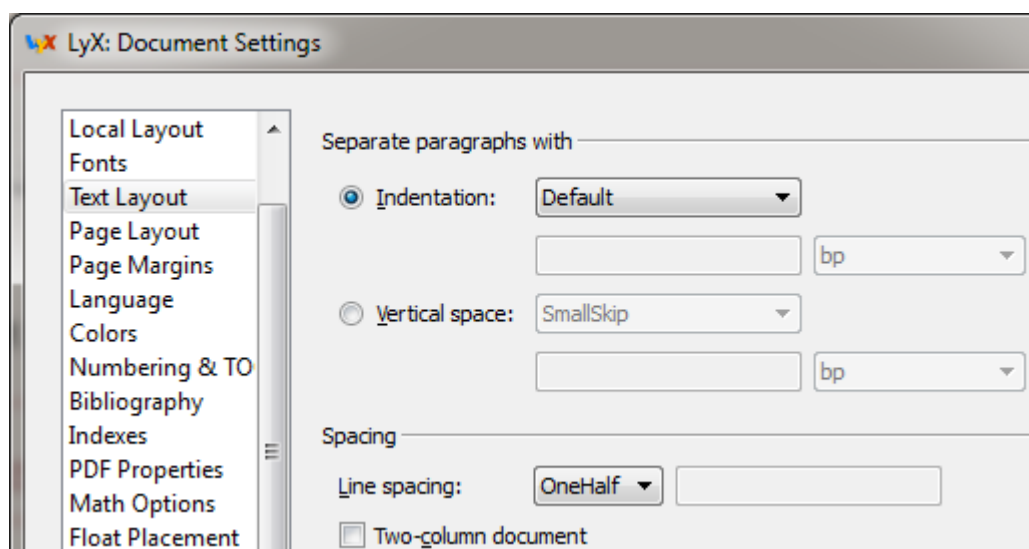 LyX: Document Settings
Local Layout
Fonts
Text Layout
Page Layout
Page Margins
Language
Colors
Numbering & TO
Bibliography
Indexes
PDF Properties
Math Options
Float Placement
Separate paragraphs with
Indentation: Default
bp
Vertical space: SmallSkip
bp
Spacing
Line spacing: OneHalf
Two-column document